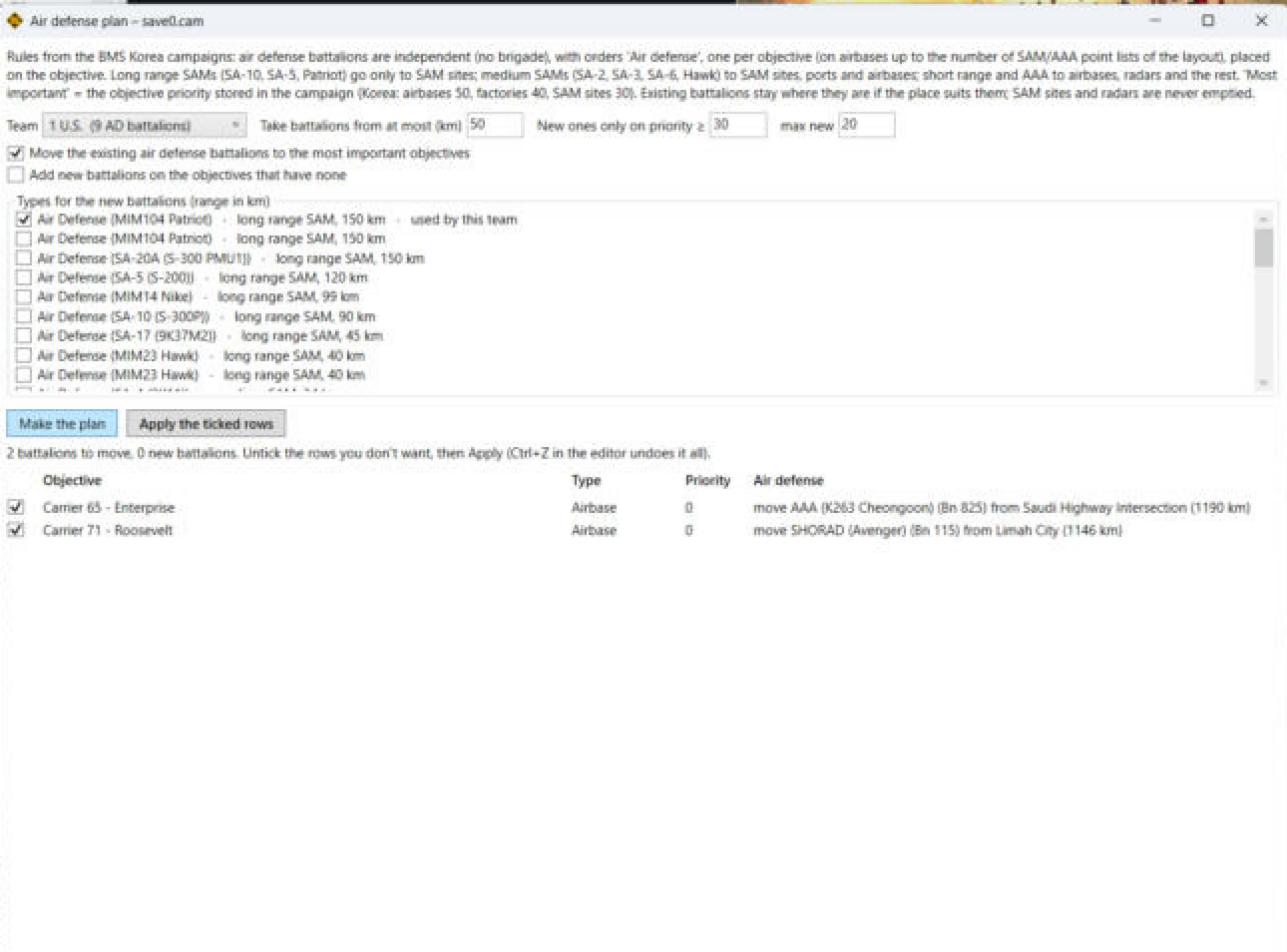 Air defense plan – save0.cam
Rules from the BMS Korea campaigns: air defense battalions are independent (no brigade), with orders 'Air defense', one per objective (on airbases up to the number of SAM/AAA point lists of the layout), placed
on the objective. Long range SAMs (SA-10, SA-5, Patriot) go only to SAM sites; medium SAMs (SA-2, SA-3, SA-6, Hawk) to SAM sites, ports and airbases; short range and AAA to airbases, radars and the rest. 'Most
important' = the objective priority stored in the campaign (Korea: airbases 50, factories 40, SAM sites 30). Existing battalions stay where they are if the place suits them; SAM sites and radars are never emptied.
Team 1 U.S. (9 AD battalions) Take battalions from at most (km) 50 New ones only on priority ≥ 30 max new 20
Move the existing air defense battalions to the most important objectives
Add new battalions on the objectives that have none
Types for the new battalions (range in km)
Air Defense (MIM104 Patriot) - long range SAM, 150 km - used by this team
Air Defense (MIM104 Patriot) - long range SAM, 150 km
Air Defense (SA-20A (S-300 PMU1)) - long range SAM, 150 km
Air Defense (SA-5 (S-200)) - long range SAM, 120 km
Air Defense (MIM14 Nike) - long range SAM, 99 km
Air Defense (SA-10 (S-300P)) - long range SAM, 90 km
Air Defense (SA-17 (9K37M2)) - long range SAM, 45 km
Air Defense (MIM23 Hawk) - long range SAM, 40 km
Air Defense (MIM23 Hawk) - long range SAM, 40 km
Make the plan Apply the ticked rows
2 battalions to move, 0 new battalions. Untick the rows you don't want, then Apply (Ctrl+Z in the editor undoes it all).
Objective Type Priority Air defense
Carrier 65 - Enterprise Airbase 0 move AAA (K263 Cheongoon) (Bn 825) from Saudi Highway Intersection (1190 km)
Carrier 71 - Roosevelt Airbase 0 move SHORAD (Avenger) (Bn 115) from Limah City (1146 km)